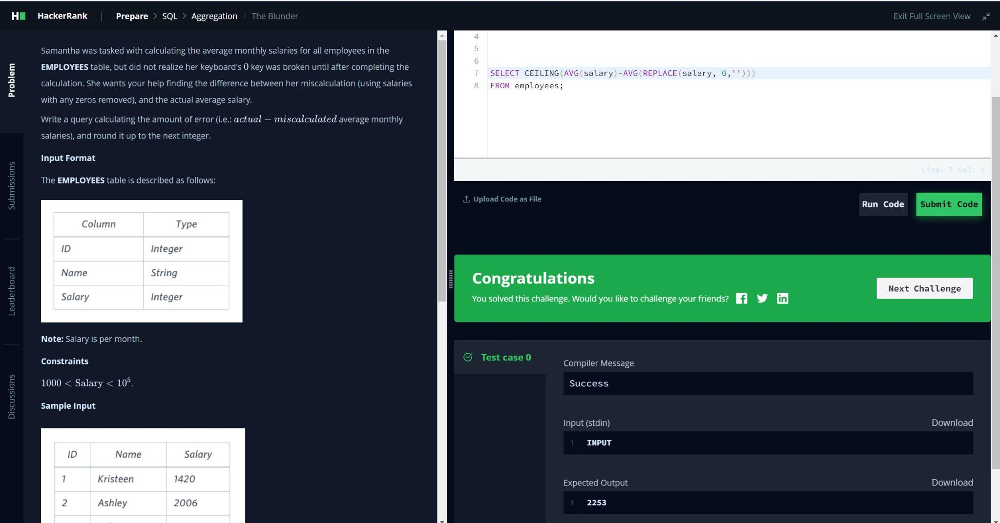 H
HackerRank | Prepare > SQL > Aggregation > The Blunder
Exit Full Screen View
Problem
Submissions
Leaderboard
Discussions
Samantha was tasked with calculating the average monthly salaries for all employees in the
EMPLOYEES table, but did not realize her keyboard's 0 key was broken until after completing the
calculation. She wants your help finding the difference between her miscalculation (using salaries
with any zeros removed), and the actual average salary.
Write a query calculating the amount of error (i.e.: actual − miscalculated average monthly
salaries), and round it up to the next integer.
Input Format
The EMPLOYEES table is described as follows:
Column Type
ID Integer
Name String
Salary Integer
Note: Salary is per month.
Constraints
1000 < Salary < 10⁵.
Sample Input
ID Name Salary
1 Kristeen 1420
2 Ashley 2006
4
5
6
7 SELECT CEILING(AVG(salary)-AVG(REPLACE(salary, 0,'')))
8 FROM employees;
Line: 7 Col: 1
Upload Code as File
Run Code
Submit Code
Congratulations
You solved this challenge. Would you like to challenge your friends?
Next Challenge
Test case 0
Compiler Message
Success
Input (stdin)
Download
1 INPUT
Expected Output
Download
1 2253